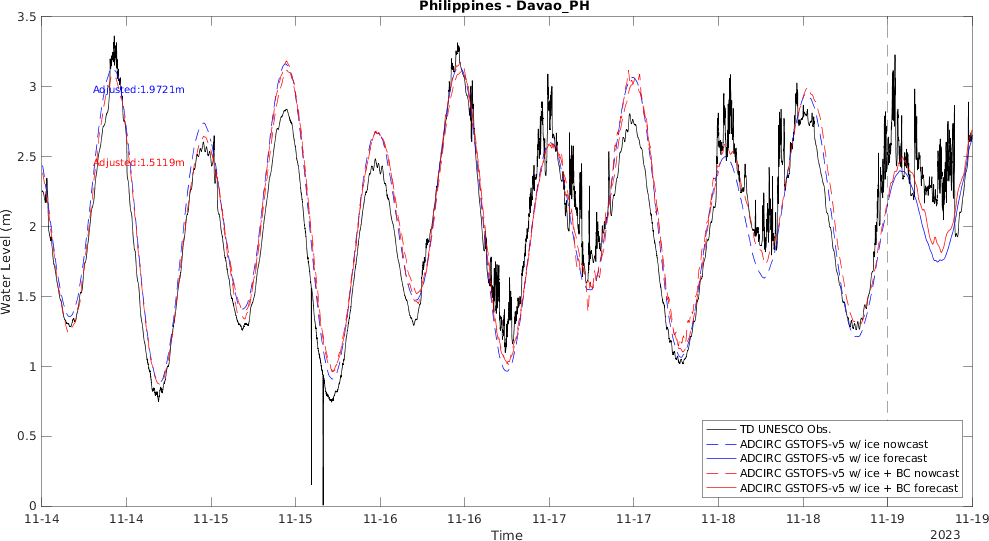 Philippines - Davao_PH
3.5
3
2.5
2
1.5
1
0.5
0
Water Level (m)
Adjusted:1.9721m
Adjusted:1.5119m
TD UNESCO Obs.
ADCIRC GSTOFS-v5 w/ ice nowcast
ADCIRC GSTOFS-v5 w/ ice forecast
ADCIRC GSTOFS-v5 w/ ice + BC nowcast
ADCIRC GSTOFS-v5 w/ ice + BC forecast
11-14 11-14 11-15 11-15 11-16 11-16 11-17 11-17 11-18 11-18 11-19 11-19
Time
2023